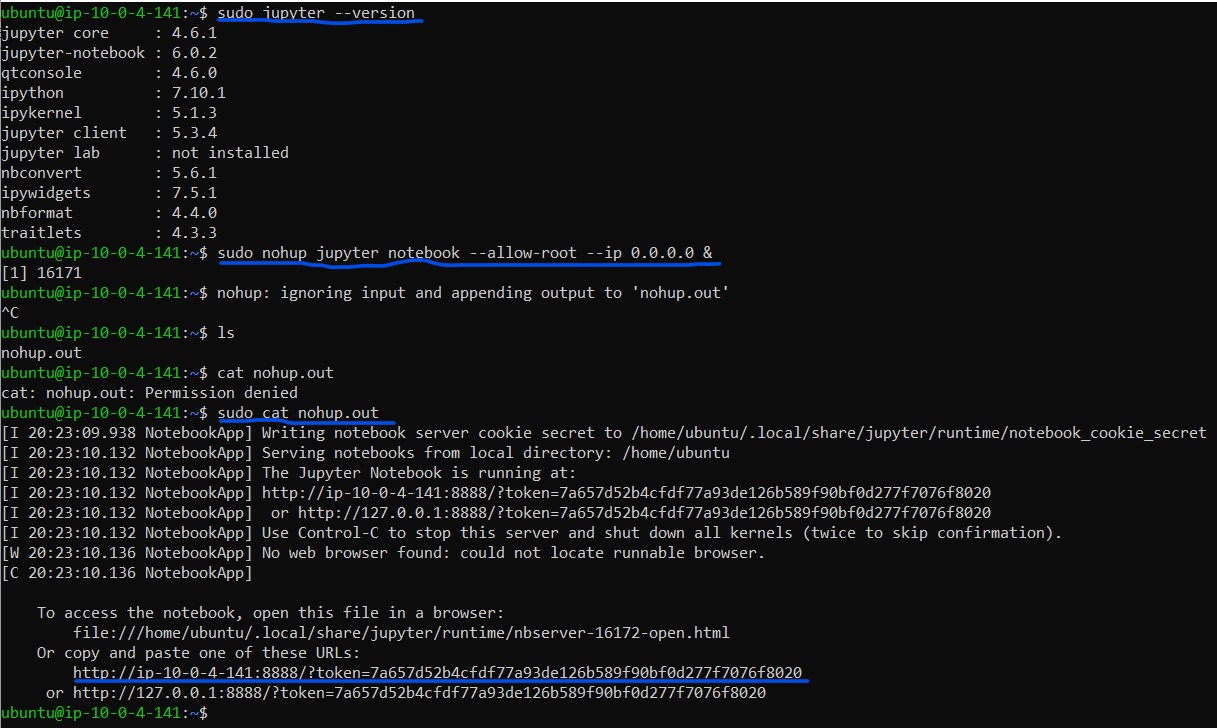 ubuntu@ip-10-0-4-141:~$ sudo jupyter --version
jupyter core     : 4.6.1
jupyter-notebook : 6.0.2
qtconsole        : 4.6.0
ipython          : 7.10.1
ipykernel        : 5.1.3
jupyter client   : 5.3.4
jupyter lab      : not installed
nbconvert        : 5.6.1
ipywidgets       : 7.5.1
nbformat         : 4.4.0
traitlets        : 4.3.3
ubuntu@ip-10-0-4-141:~$ sudo nohup jupyter notebook --allow-root --ip 0.0.0.0 &
[1] 16171
ubuntu@ip-10-0-4-141:~$ nohup: ignoring input and appending output to 'nohup.out'
^C
ubuntu@ip-10-0-4-141:~$ ls
nohup.out
ubuntu@ip-10-0-4-141:~$ cat nohup.out
cat: nohup.out: Permission denied
ubuntu@ip-10-0-4-141:~$ sudo cat nohup.out
[I 20:23:09.938 NotebookApp] Writing notebook server cookie secret to /home/ubuntu/.local/share/jupyter/runtime/notebook_cookie_secret
[I 20:23:10.132 NotebookApp] Serving notebooks from local directory: /home/ubuntu
[I 20:23:10.132 NotebookApp] The Jupyter Notebook is running at:
[I 20:23:10.132 NotebookApp] http://ip-10-0-4-141:8888/?token=7a657d52b4cfdf77a93de126b589f90bf0d277f7076f8020
[I 20:23:10.132 NotebookApp]  or http://127.0.0.1:8888/?token=7a657d52b4cfdf77a93de126b589f90bf0d277f7076f8020
[I 20:23:10.132 NotebookApp] Use Control-C to stop this server and shut down all kernels (twice to skip confirmation).
[W 20:23:10.136 NotebookApp] No web browser found: could not locate runnable browser.
[C 20:23:10.136 NotebookApp]
To access the notebook, open this file in a browser:
file:///home/ubuntu/.local/share/jupyter/runtime/nbserver-16172-open.html
Or copy and paste one of these URLs:
http://ip-10-0-4-141:8888/?token=7a657d52b4cfdf77a93de126b589f90bf0d277f7076f8020
or http://127.0.0.1:8888/?token=7a657d52b4cfdf77a93de126b589f90bf0d277f7076f8020
ubuntu@ip-10-0-4-141:~$